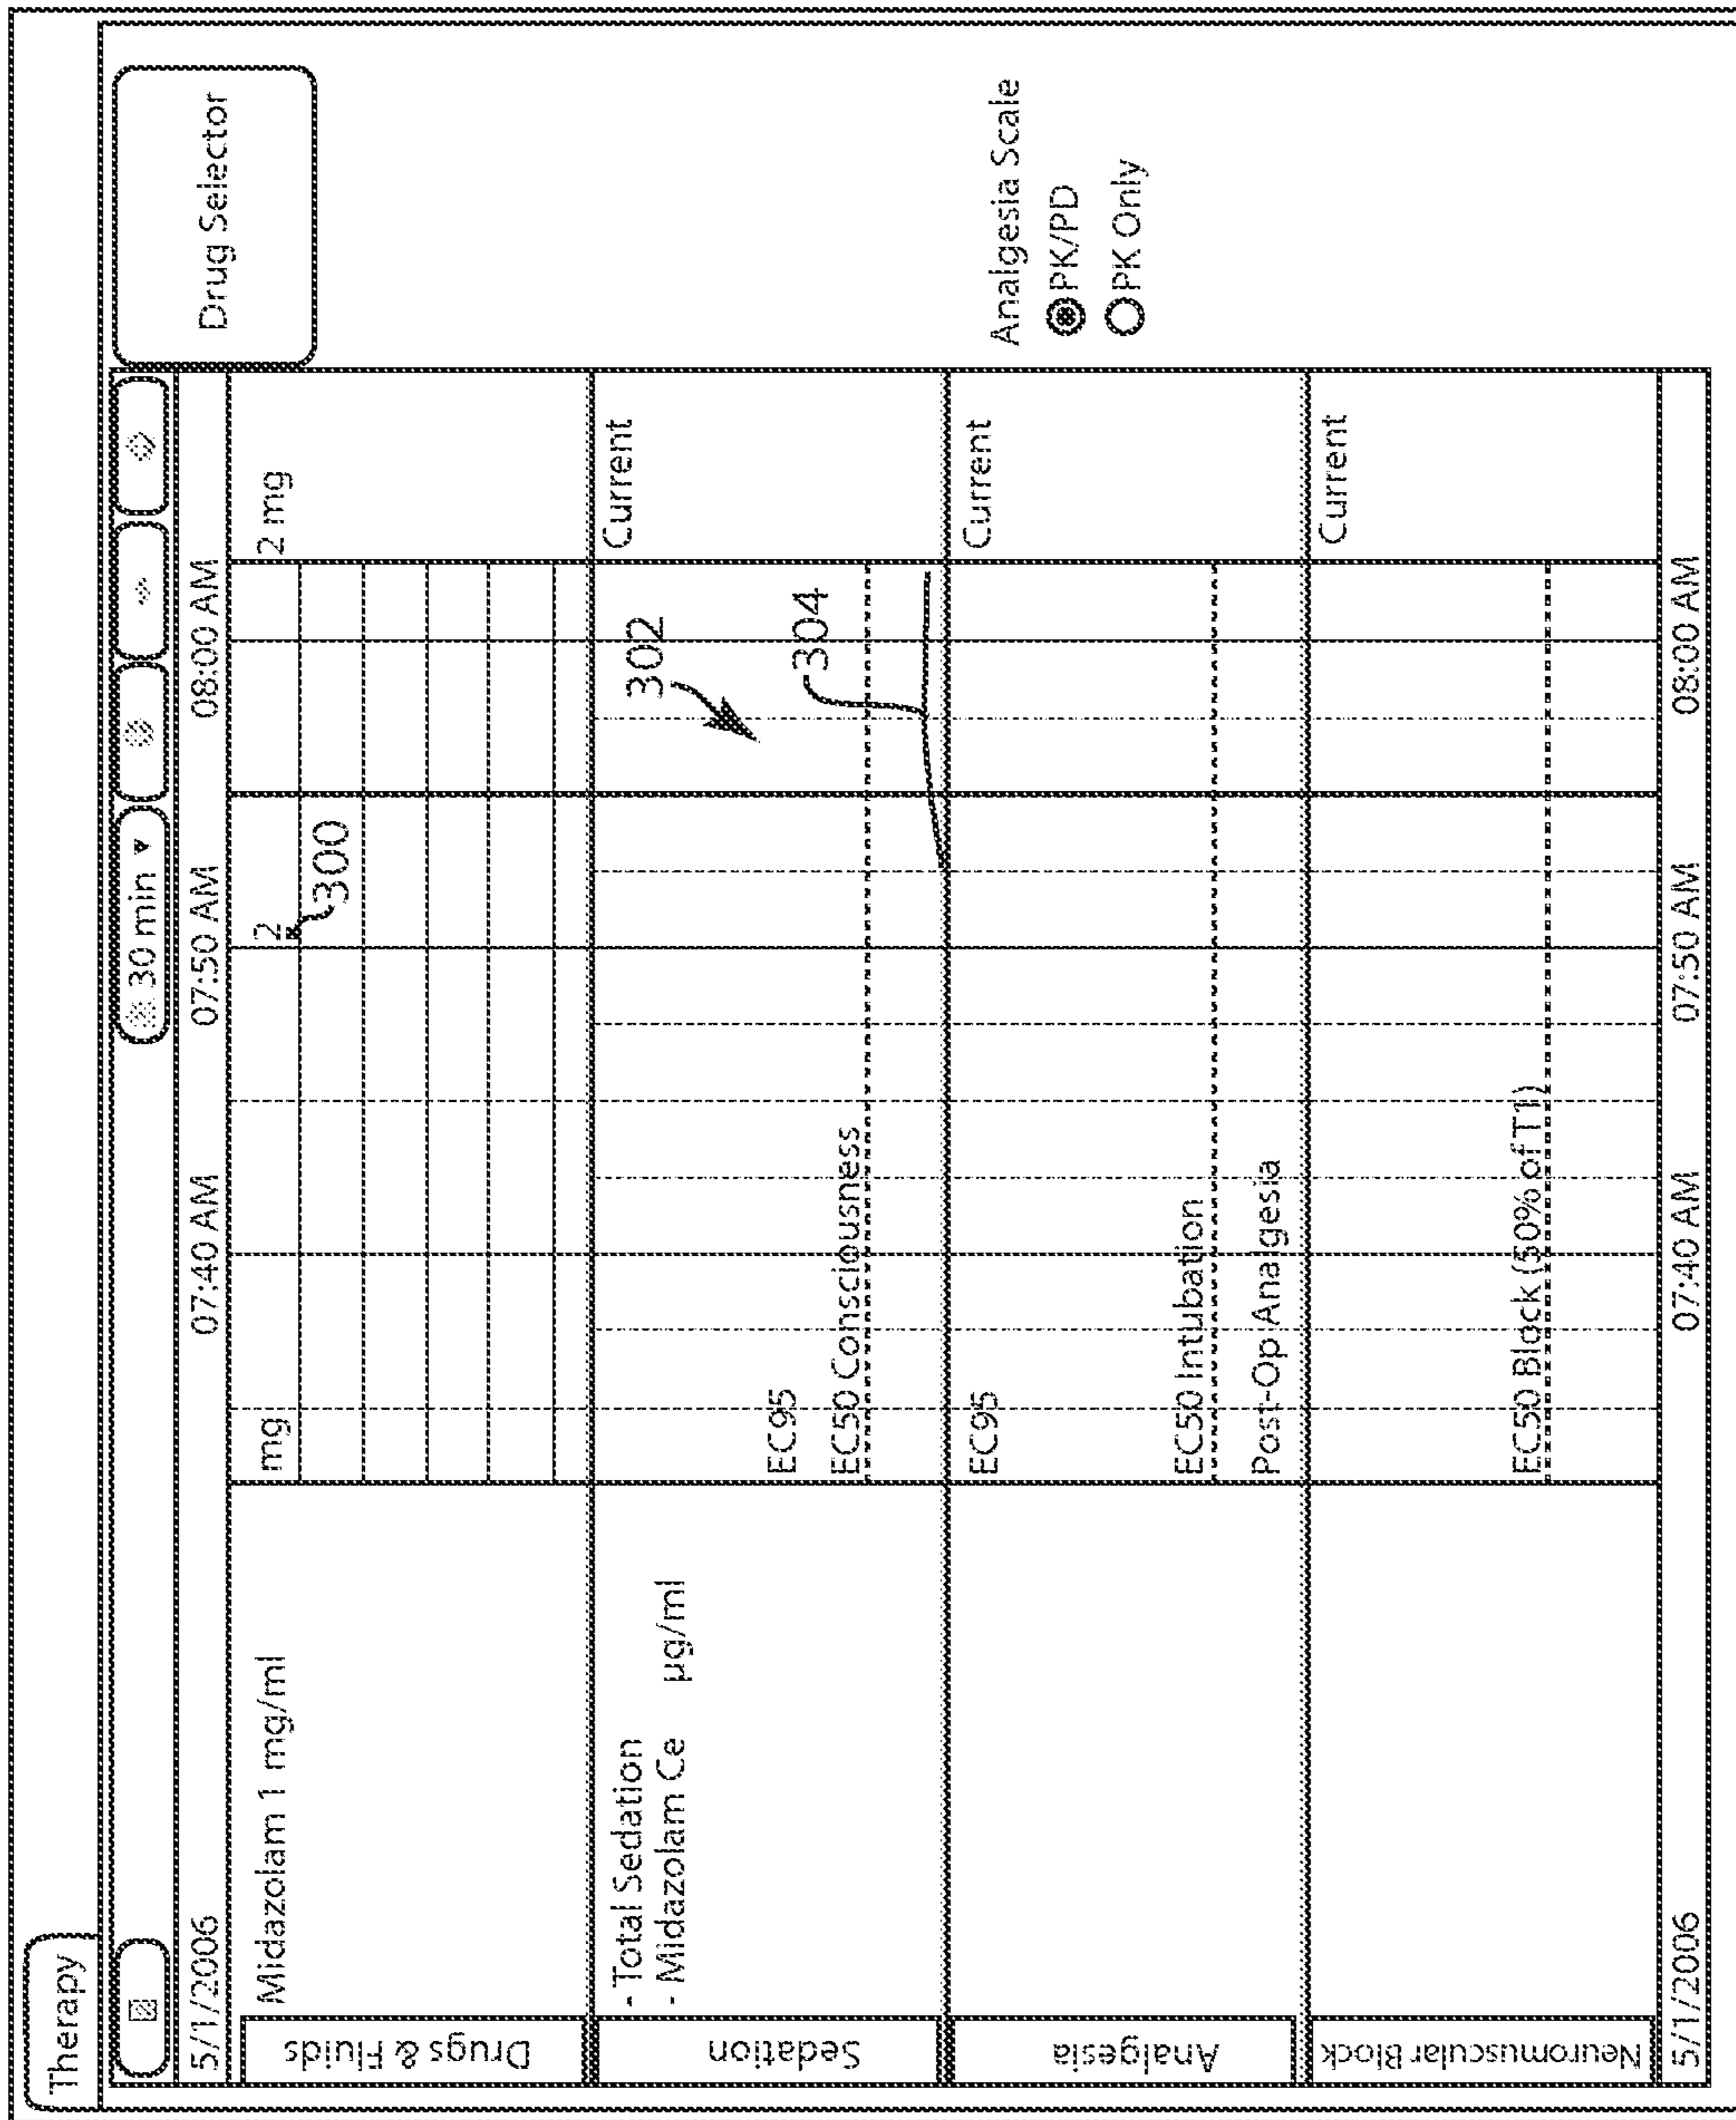 Therapy
30 min
5/1/2006 07:40 AM 07:50 AM 08:00 AM
Drug Selector
Drugs & Fluids
Midazolam 1 mg/ml
mg
2
2 mg
300
Sedation
- Total Sedation
- Midazolam Ce µg/ml
Current
302
EC95
304
EC50 Consciousness
Analgesia
EC95
Current
Analgesia Scale
PK/PD
PK Only
EC50 Intubation
Post-Op Analgesia
Neuromuscular Block
Current
EC50 Block (50% of T1)
5/1/2006 07:40 AM 07:50 AM 08:00 AM